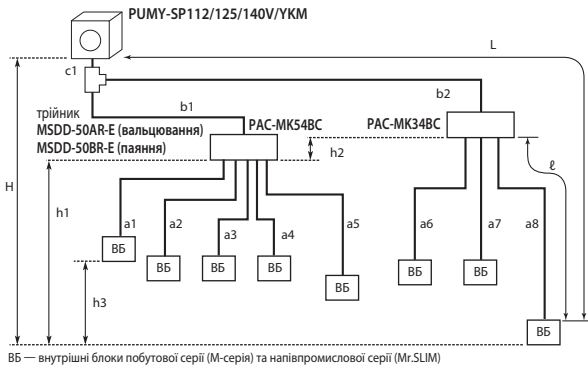 PUMY-SP112/125/140V/YKM
L
c1
b1
b2
трійник
MSDD-50AR-E (вальцювання)
MSDD-50BR-E (паяння)
PAC-MK54BC
PAC-MK34BC
h2
ℓ
H
h1
a1
a2
a3
a4
a5
a6
a7
a8
ВБ
ВБ
ВБ
ВБ
ВБ
ВБ
ВБ
h3
ВБ
ВБ — внутрішні блоки побутової серії (М-серія) та напівпромислової серії (Mr.SLIM)